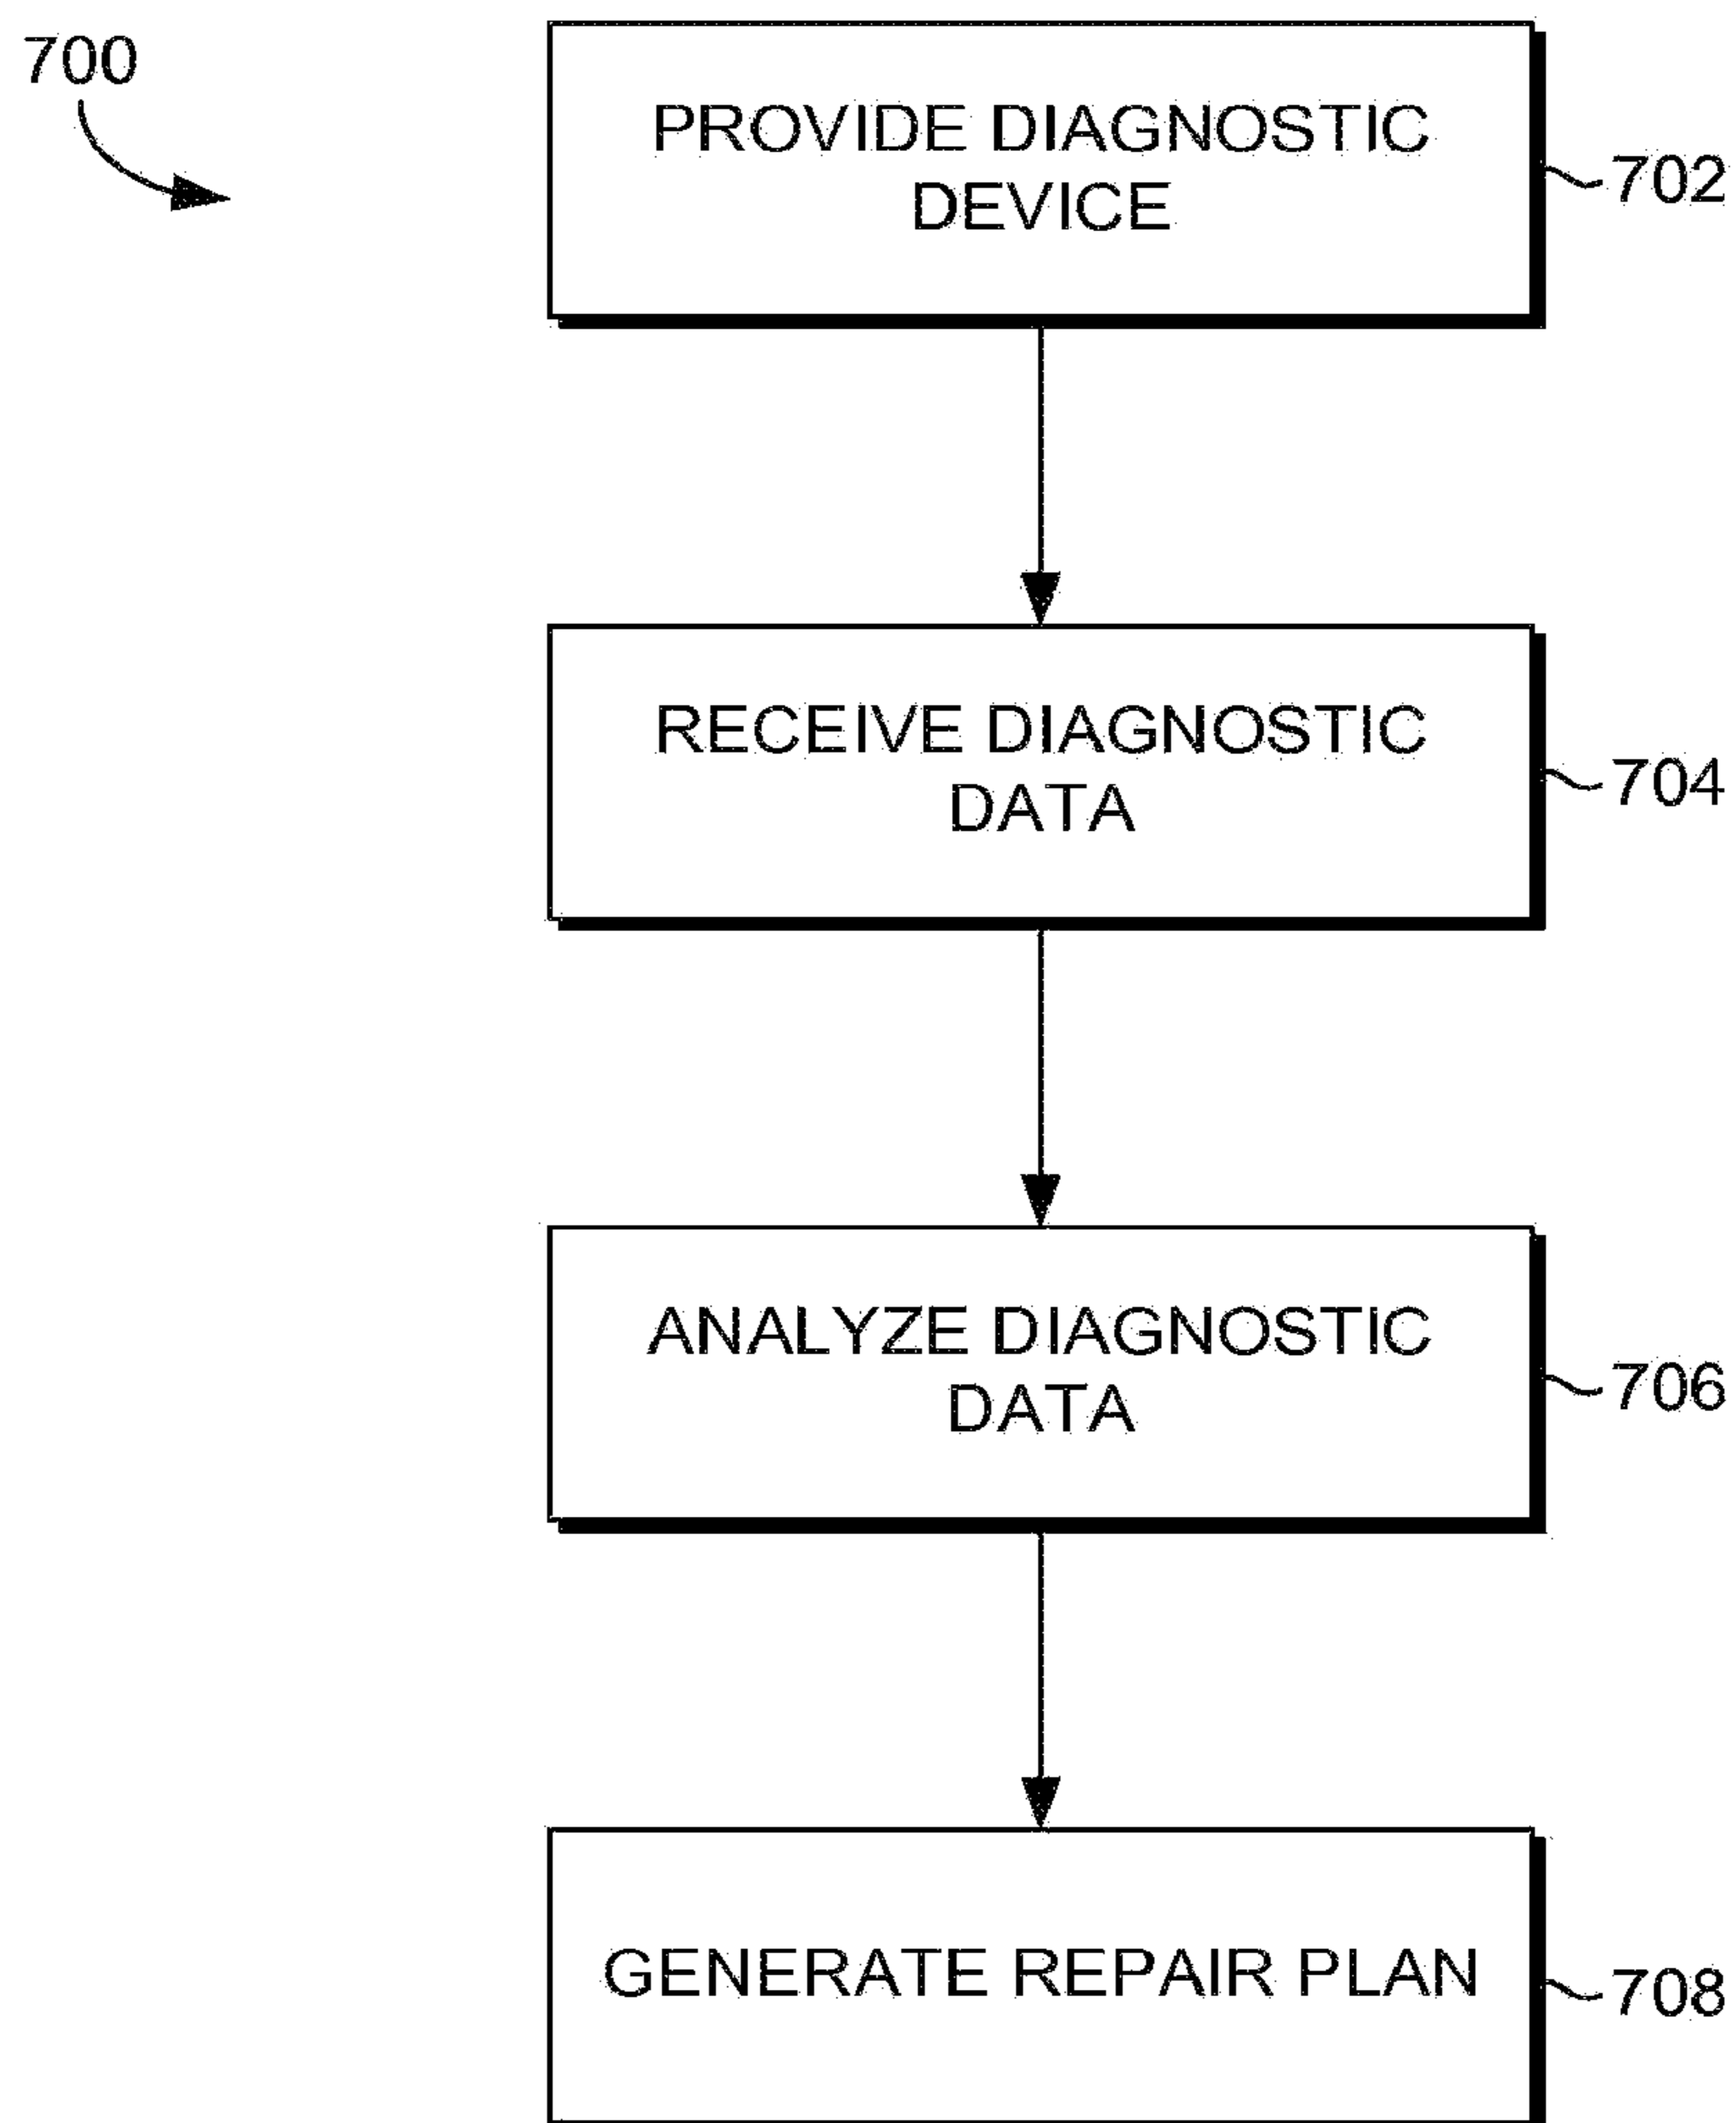 700
PROVIDE DIAGNOSTIC
DEVICE
702
RECEIVE DIAGNOSTIC
DATA
704
ANALYZE DIAGNOSTIC
DATA
706
GENERATE REPAIR PLAN
708